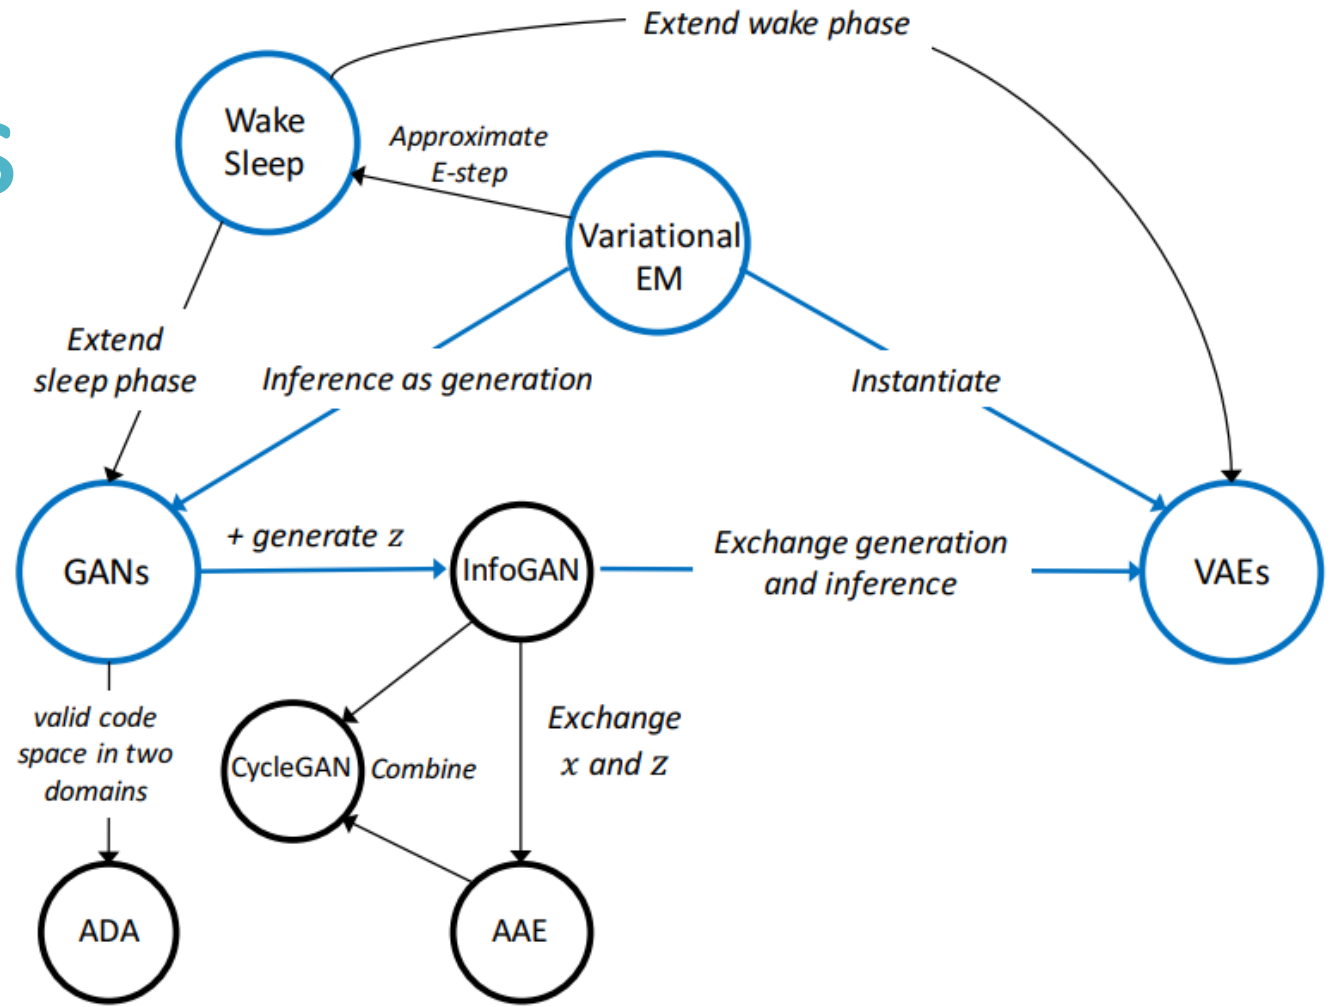 Extend wake phase
s
Wake
Sleep
Approximate
E-step
Variational
EM
Extend
sleep phase
Inference as generation
Instantiate
GANs
+ generate z
InfoGAN
Exchange generation
and inference
VAEs
valid code
space in two
domains
CycleGAN
Combine
Exchange
x and z
ADA
AAE